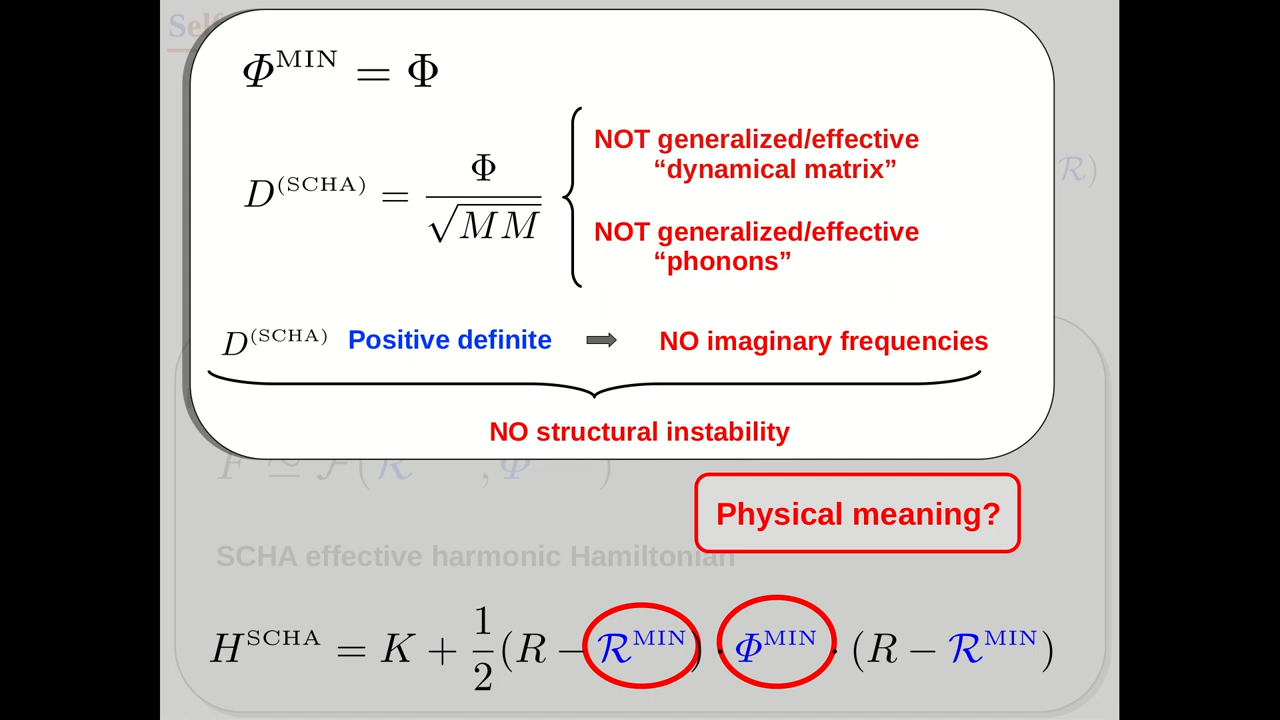 Self
𝛷^MIN = Φ
NOT generalized/effective
“dynamical matrix”
D^(SCHA) = Φ / √MM
NOT generalized/effective
“phonons”
ℛ)
D^(SCHA) Positive definite ➡ NO imaginary frequencies
NO structural instability
F ≃ ℱ(ℛ , 𝛷 )
Physical meaning?
SCHA effective harmonic Hamiltonian
H^SCHA = K + 1/2 (R − ℛ^MIN) · 𝛷^MIN · (R − ℛ^MIN)